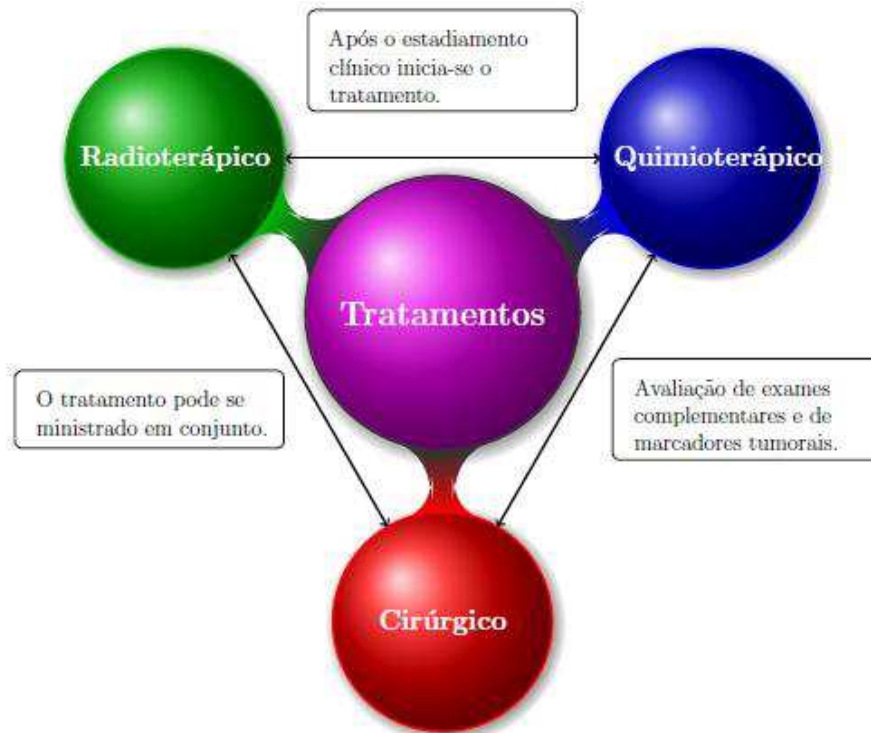 Após o estadiamento
clínico inicia-se o
tratamento.
Radioterápico
Quimioterápico
Tratamentos
O tratamento pode se
ministrado em conjunto.
Avaliação de exames
complementares e de
marcadores tumorais.
Cirúrgico